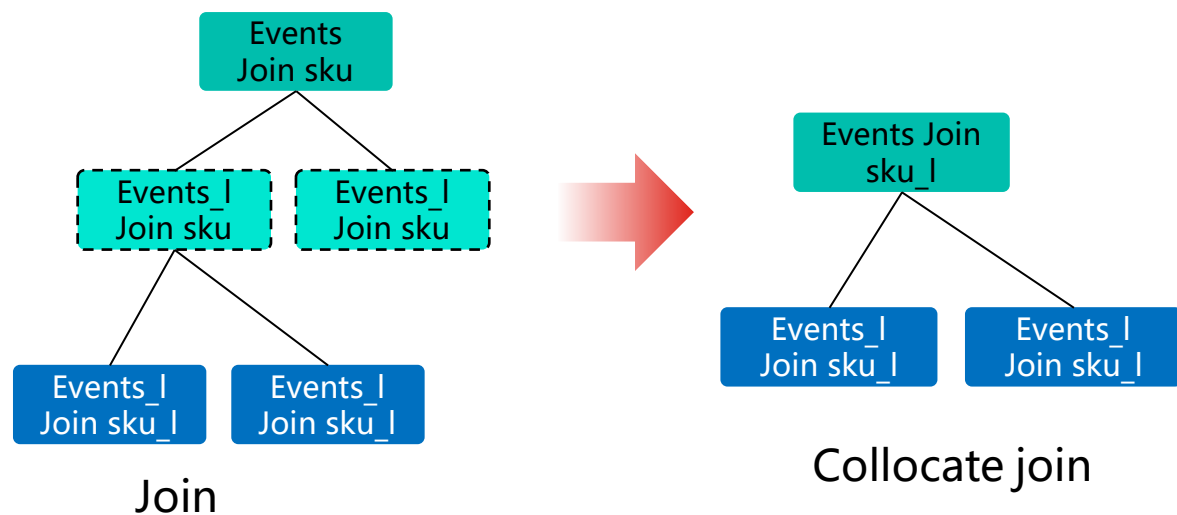 Events
Join sku
Events_l
Join sku
Events_l
Join sku
Events_l
Join sku_l
Events_l
Join sku_l
Join
Events Join
sku_l
Events_l
Join sku_l
Events_l
Join sku_l
Collocate join